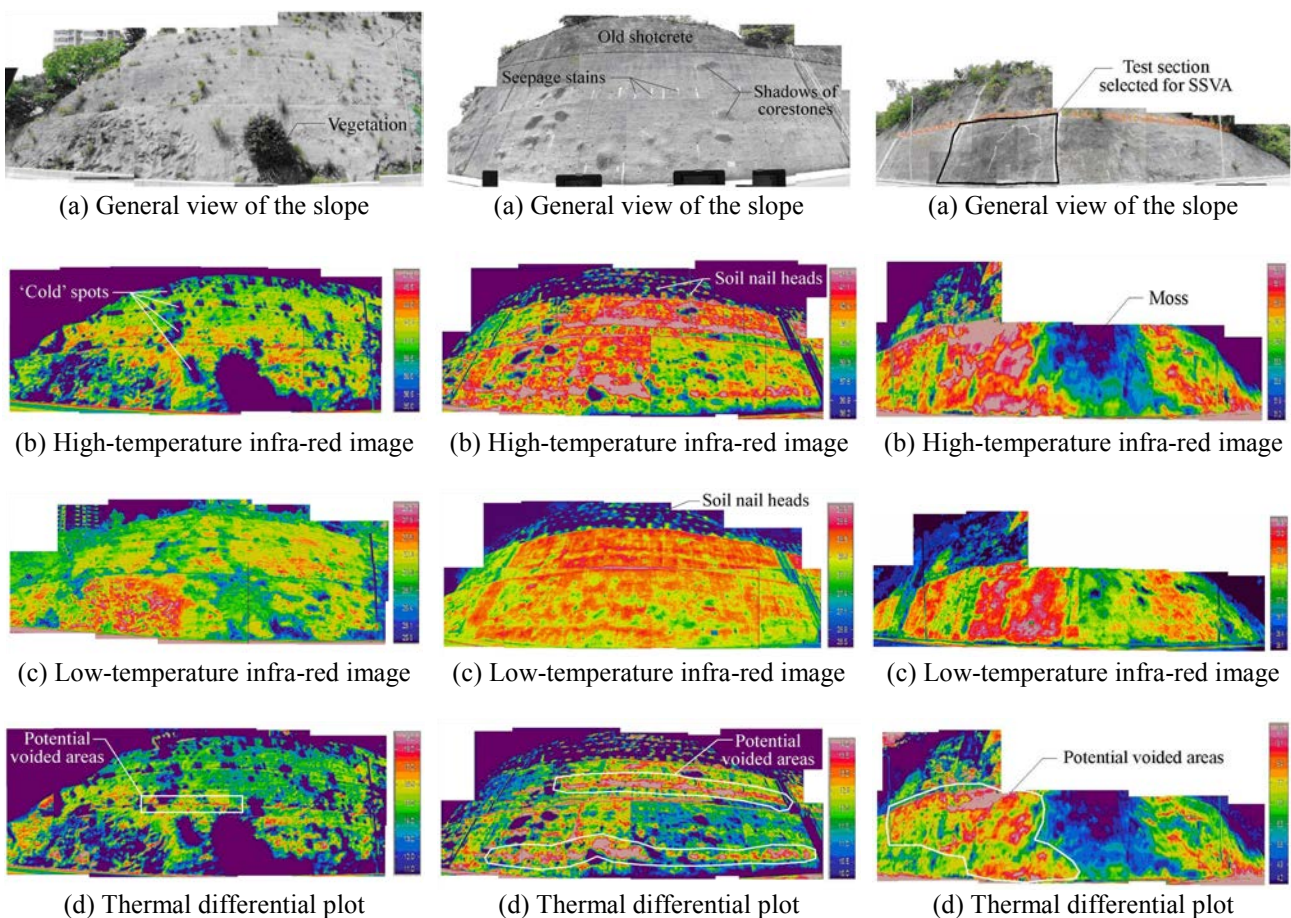 Old shotcrete
Seepage stains
Shadows of
corestones
Vegetation
Test section
selected for SSVA
(a) General view of the slope
(a) General view of the slope
(a) General view of the slope
'Cold' spots
Soil nail heads
Moss
(b) High-temperature infra-red image
(b) High-temperature infra-red image
(b) High-temperature infra-red image
Soil nail heads
(c) Low-temperature infra-red image
(c) Low-temperature infra-red image
(c) Low-temperature infra-red image
Potential
voided areas
Potential
voided areas
Potential voided areas
(d) Thermal differential plot
(d) Thermal differential plot
(d) Thermal differential plot